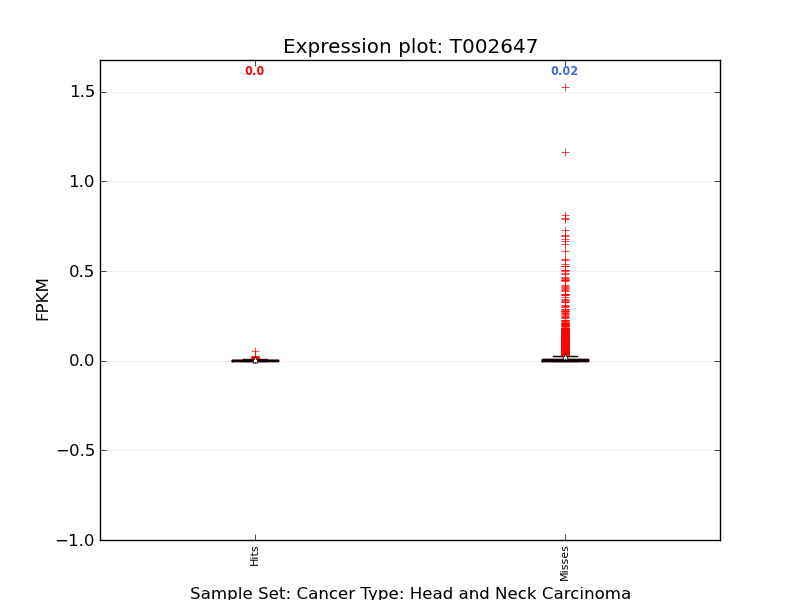 Expression plot: T002647
0.0
0.02
1.5
1.0
0.5
0.0
−0.5
−1.0
FPKM
Hits
Misses
Sample Set: Cancer Type: Head and Neck Carcinoma